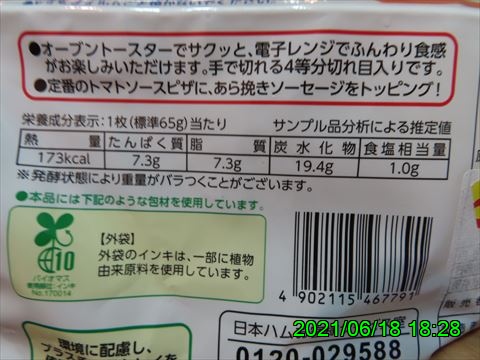 ●オーブントースターでサクッと、電子レンジでふんわり食感
がお楽しみいただけます。手で切れる4等分切れ目入りです。
●定番のトマトソースピザに、あら挽きソーセージをトッピング!
栄養成分表示:1枚(標準65g)当たり サンプル品分析による推定値
熱量 たんぱく質 脂質 炭水化物 食塩相当量
173kcal 7.3g 7.3g 19.4g 1.0g
※発酵状態により重量がバラつくことがございます。
●本品には下記のような包材を使用しています。
10
バイオマス
No.170014
【外袋】
外袋のインキは、一部に植物
由来原料を使用しています。
4 902115 467791
環境に配慮し、
日本ハム
2021/06/18 18:28
0120-029588